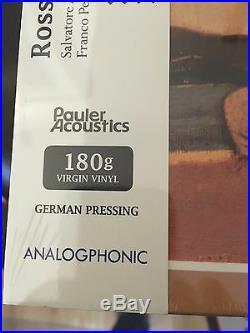 Ross
Salvatore
Franco Pe
Pauler
Acoustics
180g
VIRGIN VINYL
GERMAN PRESSING
ANALOGPHONIC